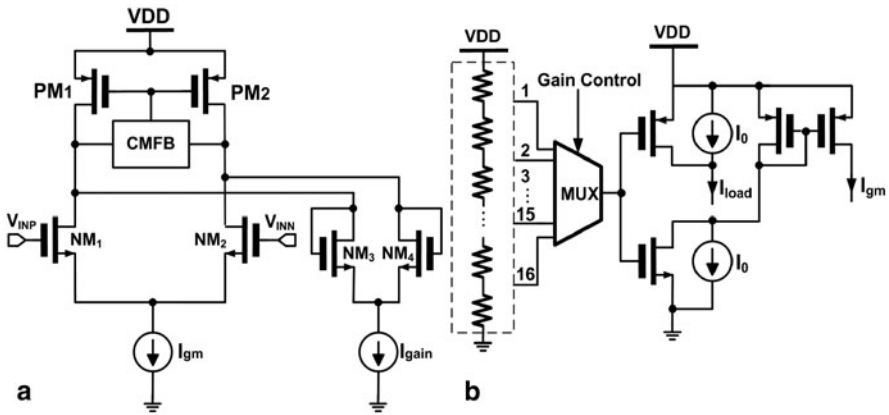 VDD
PM1
PM2
CMFB
VINP
NM1
NM2
VINN
NM3
NM4
Igm
Igain
a
VDD
1
2
3
15
16
Gain Control
MUX
VDD
I0
Iload
Igm
I0
b